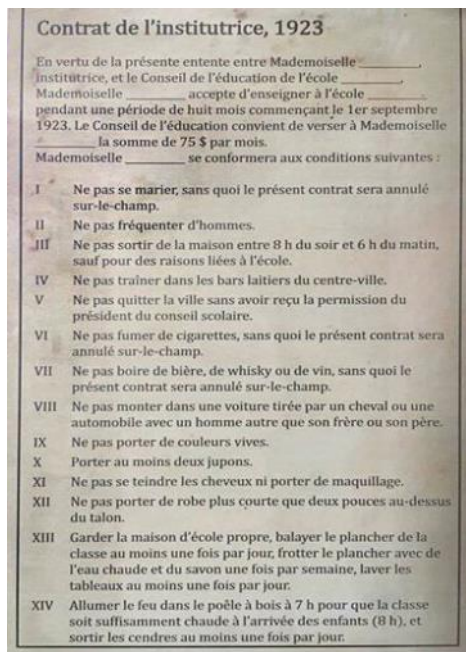 Contrat de l'institutrice, 1923
En vertu de la présente entente entre Mademoiselle ________,
institutrice, et le Conseil de l'éducation de l'école ________,
Mademoiselle ________ accepte d'enseigner à l'école ________.
pendant une période de huit mois commençant le 1er septembre
1923. Le Conseil de l'éducation convient de verser à Mademoiselle
________ la somme de 75 $ par mois.
Mademoiselle ________ se conformera aux conditions suivantes :
I Ne pas se marier, sans quoi le présent contrat sera annulé
sur-le-champ.
II Ne pas fréquenter d'hommes.
III Ne pas sortir de la maison entre 8 h du soir et 6 h du matin,
sauf pour des raisons liées à l'école.
IV Ne pas traîner dans les bars laitiers du centre-ville.
V Ne pas quitter la ville sans avoir reçu la permission du
président du conseil scolaire.
VI Ne pas fumer de cigarettes, sans quoi le présent contrat sera
annulé sur-le-champ.
VII Ne pas boire de bière, de whisky ou de vin, sans quoi le
présent contrat sera annulé sur-le-champ.
VIII Ne pas monter dans une voiture tirée par un cheval ou une
automobile avec un homme autre que son frère ou son père.
IX Ne pas porter de couleurs vives.
X Porter au moins deux jupons.
XI Ne pas se teindre les cheveux ni porter de maquillage.
XII Ne pas porter de robe plus courte que deux pouces au-dessus
du talon.
XIII Garder la maison d'école propre, balayer le plancher de la
classe au moins une fois par jour, frotter le plancher avec de
l'eau chaude et du savon une fois par semaine, laver les
tableaux au moins une fois par jour.
XIV Allumer le feu dans le poêle à bois à 7 h pour que la classe
soit suffisamment chaude à l'arrivée des enfants (8 h), et
sortir les cendres au moins une fois par jour.